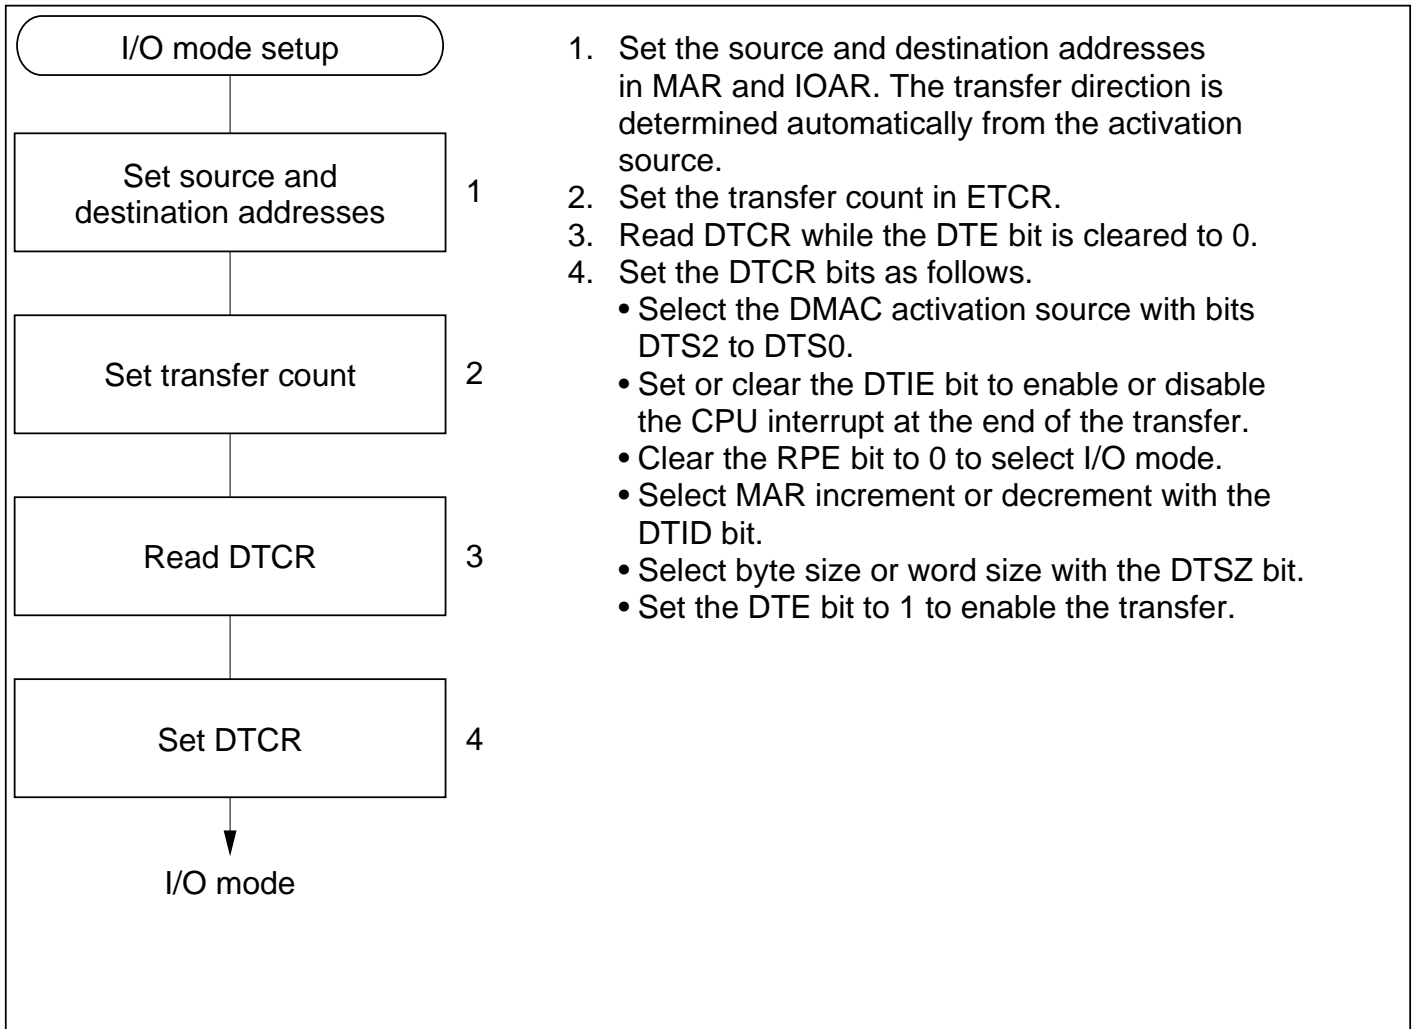 I/O mode setup
Set source and
destination addresses
1
Set transfer count
2
Read DTCR
3
Set DTCR
4
I/O mode
1. Set the source and destination addresses
in MAR and IOAR. The transfer direction is
determined automatically from the activation
source.
2. Set the transfer count in ETCR.
3. Read DTCR while the DTE bit is cleared to 0.
4. Set the DTCR bits as follows.
• Select the DMAC activation source with bits
DTS2 to DTS0.
• Set or clear the DTIE bit to enable or disable
the CPU interrupt at the end of the transfer.
• Clear the RPE bit to 0 to select I/O mode.
• Select MAR increment or decrement with the
DTID bit.
• Select byte size or word size with the DTSZ bit.
• Set the DTE bit to 1 to enable the transfer.